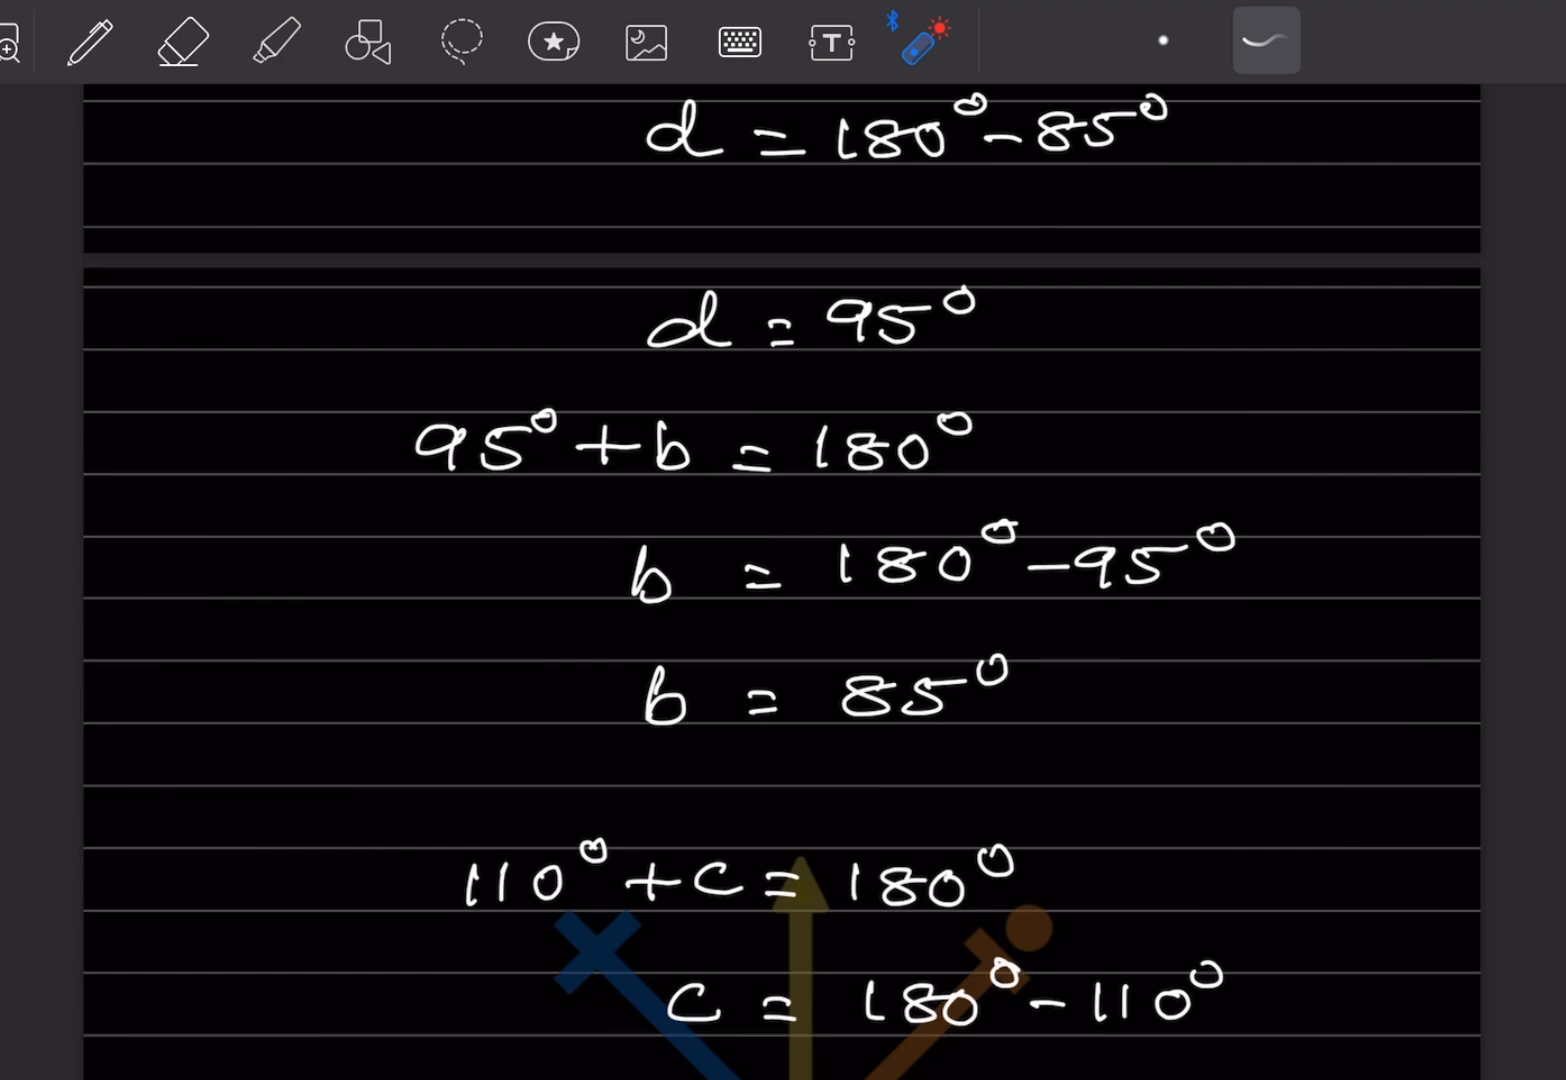 d = 180° - 85°
d = 95°
95° + b = 180°
b = 180° - 95°
b = 85°
110° + c = 180°
c = 180° - 110°